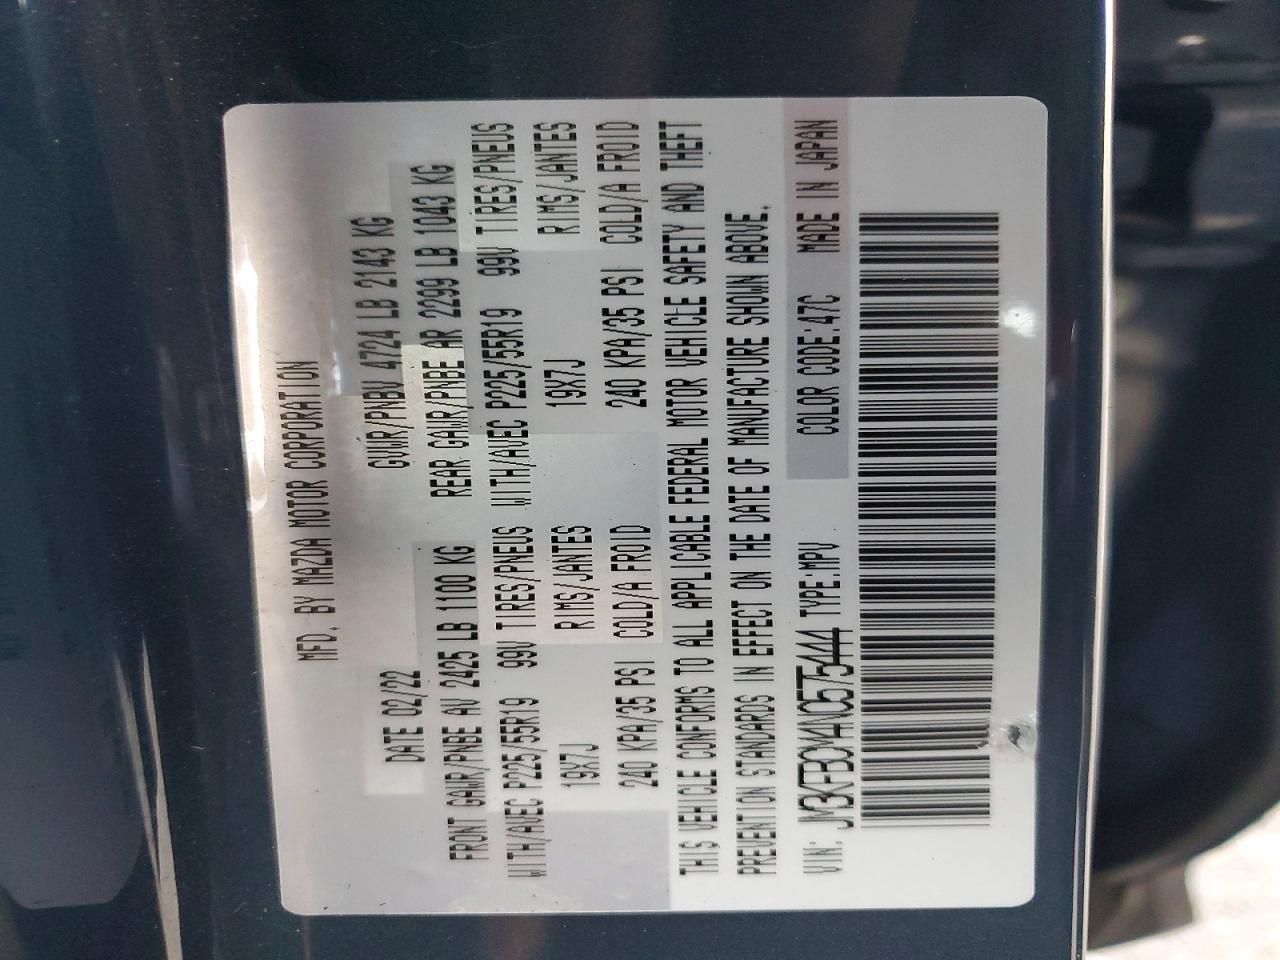 MFD. BY MAZDA MOTOR CORPORATION
DATE 02/22 GVWR/PNBV 4724 LB 2143 KG
FRONT GAWR/PNBE AV 2425 LB 1100 KG REAR GAWR/PNBE AR 2299 LB 1043 KG
WITH/AVEC P225/55R19 99V TIRES/PNEUS WITH/AVEC P225/55R19 99V TIRES/PNEUS
19X7J RIMS/JANTES 19X7J RIMS/JANTES
240 KPA/35 PSI COLD/A FROID 240 KPA/35 PSI COLD/A FROID
THIS VEHICLE CONFORMS TO ALL APPLICABLE FEDERAL MOTOR VEHICLE SAFETY AND THEFT
PREVENTION STANDARDS IN EFFECT ON THE DATE OF MANUFACTURE SHOWN ABOVE.
VIN: JM3KFBCM4N0575444 TYPE:MPV COLOR CODE:47C MADE IN JAPAN